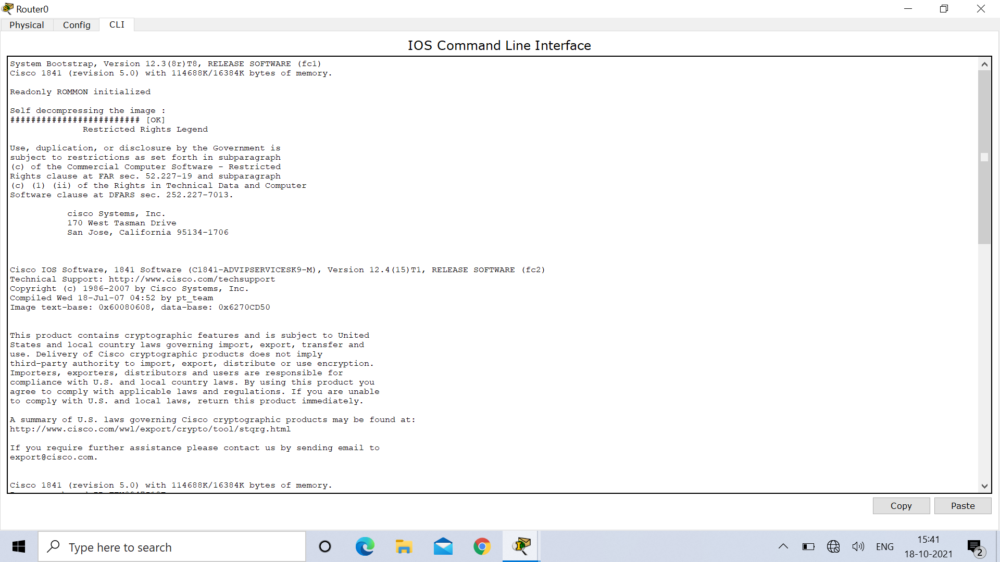 Router0
Physical Config CLI
IOS Command Line Interface
System Bootstrap, Version 12.3(8r)T8, RELEASE SOFTWARE (fc1)
Cisco 1841 (revision 5.0) with 114688K/16384K bytes of memory.
Readonly ROMMON initialized
Self decompressing the image :
######################### [OK]
Restricted Rights Legend
Use, duplication, or disclosure by the Government is
subject to restrictions as set forth in subparagraph
(c) of the Commercial Computer Software - Restricted
Rights clause at FAR sec. 52.227-19 and subparagraph
(c) (1) (ii) of the Rights in Technical Data and Computer
Software clause at DFARS sec. 252.227-7013.
cisco Systems, Inc.
170 West Tasman Drive
San Jose, California 95134-1706
Cisco IOS Software, 1841 Software (C1841-ADVIPSERVICESK9-M), Version 12.4(15)T1, RELEASE SOFTWARE (fc2)
Technical Support: http://www.cisco.com/techsupport
Copyright (c) 1986-2007 by Cisco Systems, Inc.
Compiled Wed 18-Jul-07 04:52 by pt_team
Image text-base: 0x60080608, data-base: 0x6270CD50
This product contains cryptographic features and is subject to United
States and local country laws governing import, export, transfer and
use. Delivery of Cisco cryptographic products does not imply
third-party authority to import, export, distribute or use encryption.
Importers, exporters, distributors and users are responsible for
compliance with U.S. and local country laws. By using this product you
agree to comply with applicable laws and regulations. If you are unable
to comply with U.S. and local laws, return this product immediately.
A summary of U.S. laws governing Cisco cryptographic products may be found at:
http://www.cisco.com/wwl/export/crypto/tool/stqrg.html
If you require further assistance please contact us by sending email to
export@cisco.com.
Cisco 1841 (revision 5.0) with 114688K/16384K bytes of memory.
Copy Paste
Type here to search
ENG
15:41
18-10-2021
2